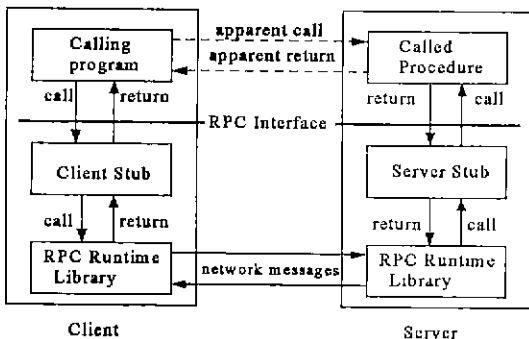 Calling
program
apparent call
apparent return
Called
Procedure
call
return
return
call
RPC Interface
Client Stub
Server Stub
call
return
return
call
RPC Runtime
Library
network messages
RPC Runtime
Library
Client
Server